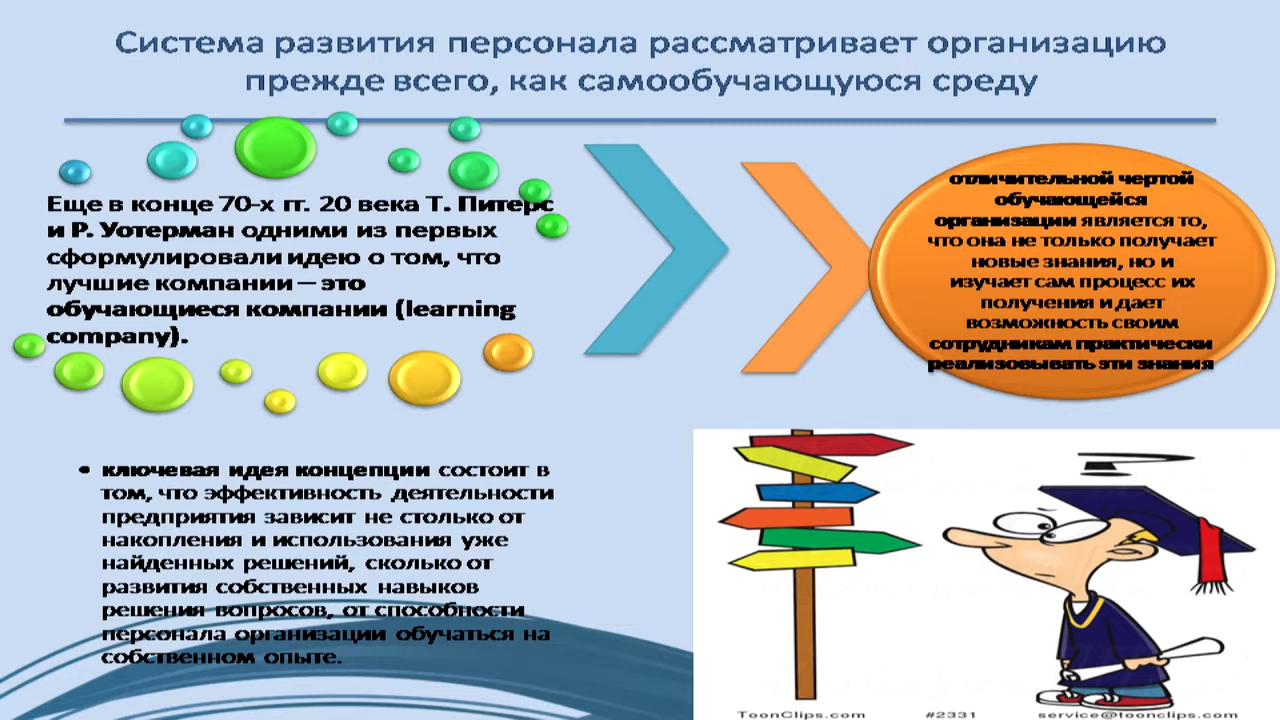 Система развития персонала рассматривает организацию
прежде всего, как самообучающуюся среду
Еще в конце 70-х гг. 20 века Т. Питерс
и Р. Уотерман одними из первых
сформулировали идею о том, что
лучшие компании – это
обучающиеся компании (learning
company).
отличительной чертой
обучающейся
организации является то,
что она не только получает
новые знания, но и
изучает сам процесс их
получения и дает
возможность своим
сотрудникам практически
реализовывать эти знания
• ключевая идея концепции состоит в
том, что эффективность деятельности
предприятия зависит не столько от
накопления и использования уже
найденных решений, сколько от
развития собственных навыков
решения вопросов, от способности
персонала организации обучаться на
собственном опыте.
ToonClips.com #2331 service@toonclips.com